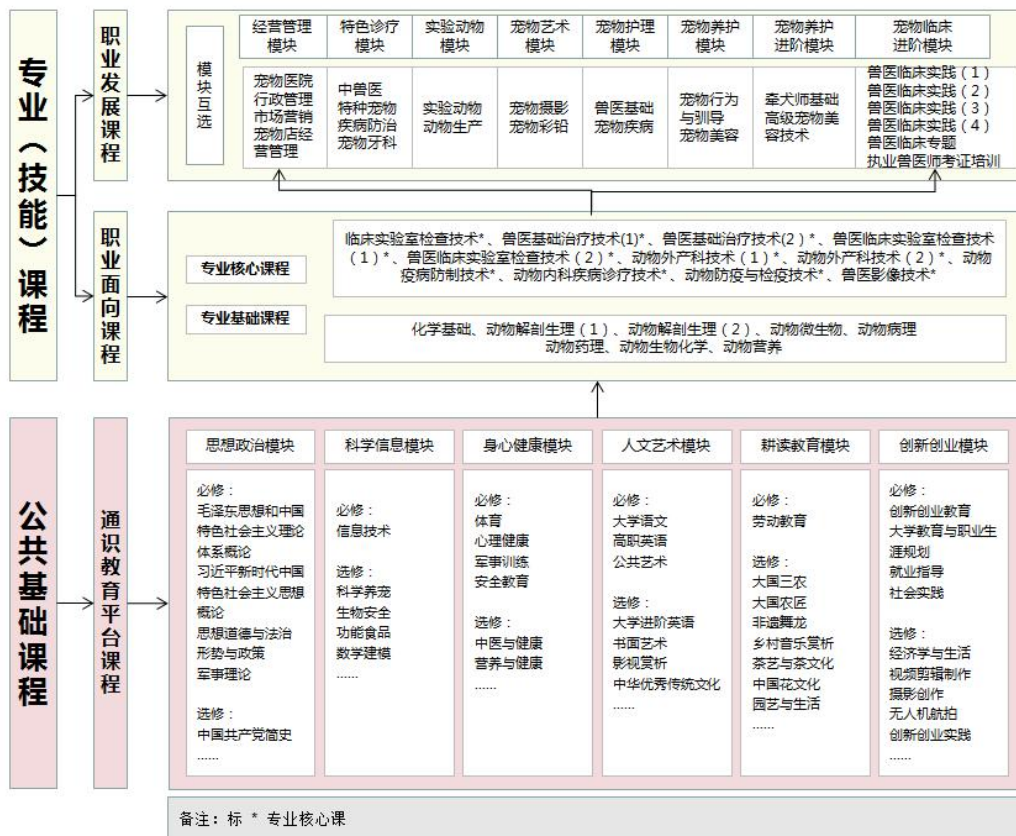 专业（技能）课程
职业发展课程
模块互选
经营管理
模块
特色诊疗
模块
实验动物
模块
宠物艺术
模块
宠物护理
模块
宠物养护
模块
宠物养护
进阶模块
宠物临床
进阶模块
宠物医院
行政管理
市场营销
宠物店经
营管理
中兽医
特种宠物
疾病防治
宠物牙科
实验动物
动物生产
宠物摄影
宠物彩铅
兽医基础
宠物疾病
宠物行为
与驯导
宠物美容
牵犬师基础
高级宠物美
容技术
兽医临床实践（1）
兽医临床实践（2）
兽医临床实践（3）
兽医临床实践（4）
兽医临床专题
执业兽医师考证培训
职业面向课程
专业核心课程
临床实验室检查技术*、兽医基础治疗技术(1)*、兽医基础治疗技术(2)*、兽医临床实验室检查技术
（1）*、兽医临床实验室检查技术（2）*、动物外产科技术（1）*、动物外产科技术（2）*、动物
疫病防制技术*、动物内科疾病诊疗技术*、动物防疫与检疫技术*、兽医影像技术*
专业基础课程
化学基础、动物解剖生理（1）、动物解剖生理（2）、动物微生物、动物病理
动物药理、动物生物化学、动物营养
公共基础课程
通识教育平台课程
思想政治模块
必修：
毛泽东思想和中国
特色社会主义理论
体系概论
习近平新时代中国
特色社会主义思想
概论
思想道德与法治
形势与政策
军事理论
选修：
中国共产党简史
......
科学信息模块
必修：
信息技术
选修：
科学养宠
生物安全
功能食品
数学建模
......
身心健康模块
必修：
体育
心理健康
军事训练
安全教育
选修：
中医与健康
营养与健康
......
人文艺术模块
必修：
大学语文
高职英语
公共艺术
选修：
大学进阶英语
书面艺术
影视赏析
中华优秀传统文化
......
耕读教育模块
必修：
劳动教育
选修：
大国三农
大国农匠
非遗舞龙
乡村音乐赏析
茶艺与茶文化
中国花文化
园艺与生活
......
创新创业模块
必修：
创新创业教育
大学教育与职业生
涯规划
就业指导
社会实践
选修：
经济学与生活
视频剪辑制作
摄影创作
无人机航拍
创新创业实践
......
备注：标 * 专业核心课